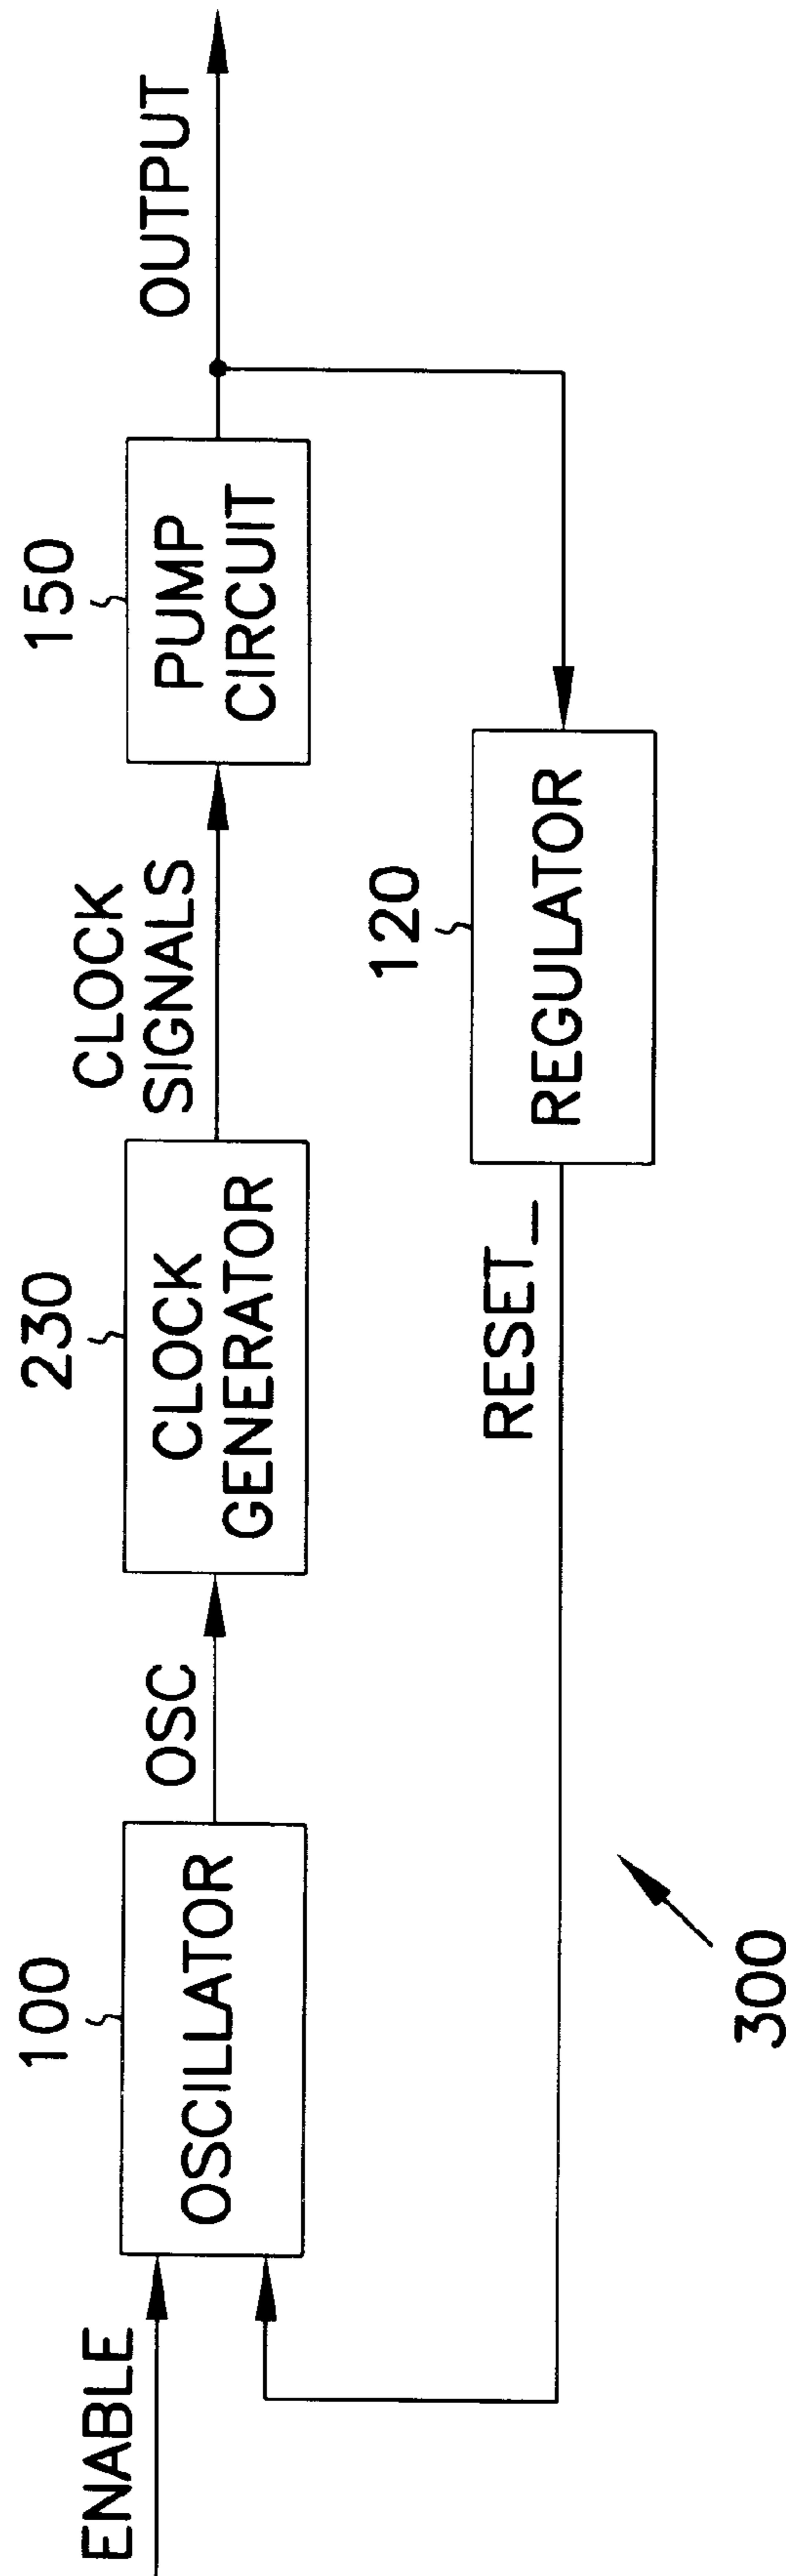 ENABLE
100
OSCILLATOR
OSC
230
CLOCK
GENERATOR
CLOCK
SIGNALS
150
PUMP
CIRCUIT
OUTPUT
120
REGULATOR
RESET_
300